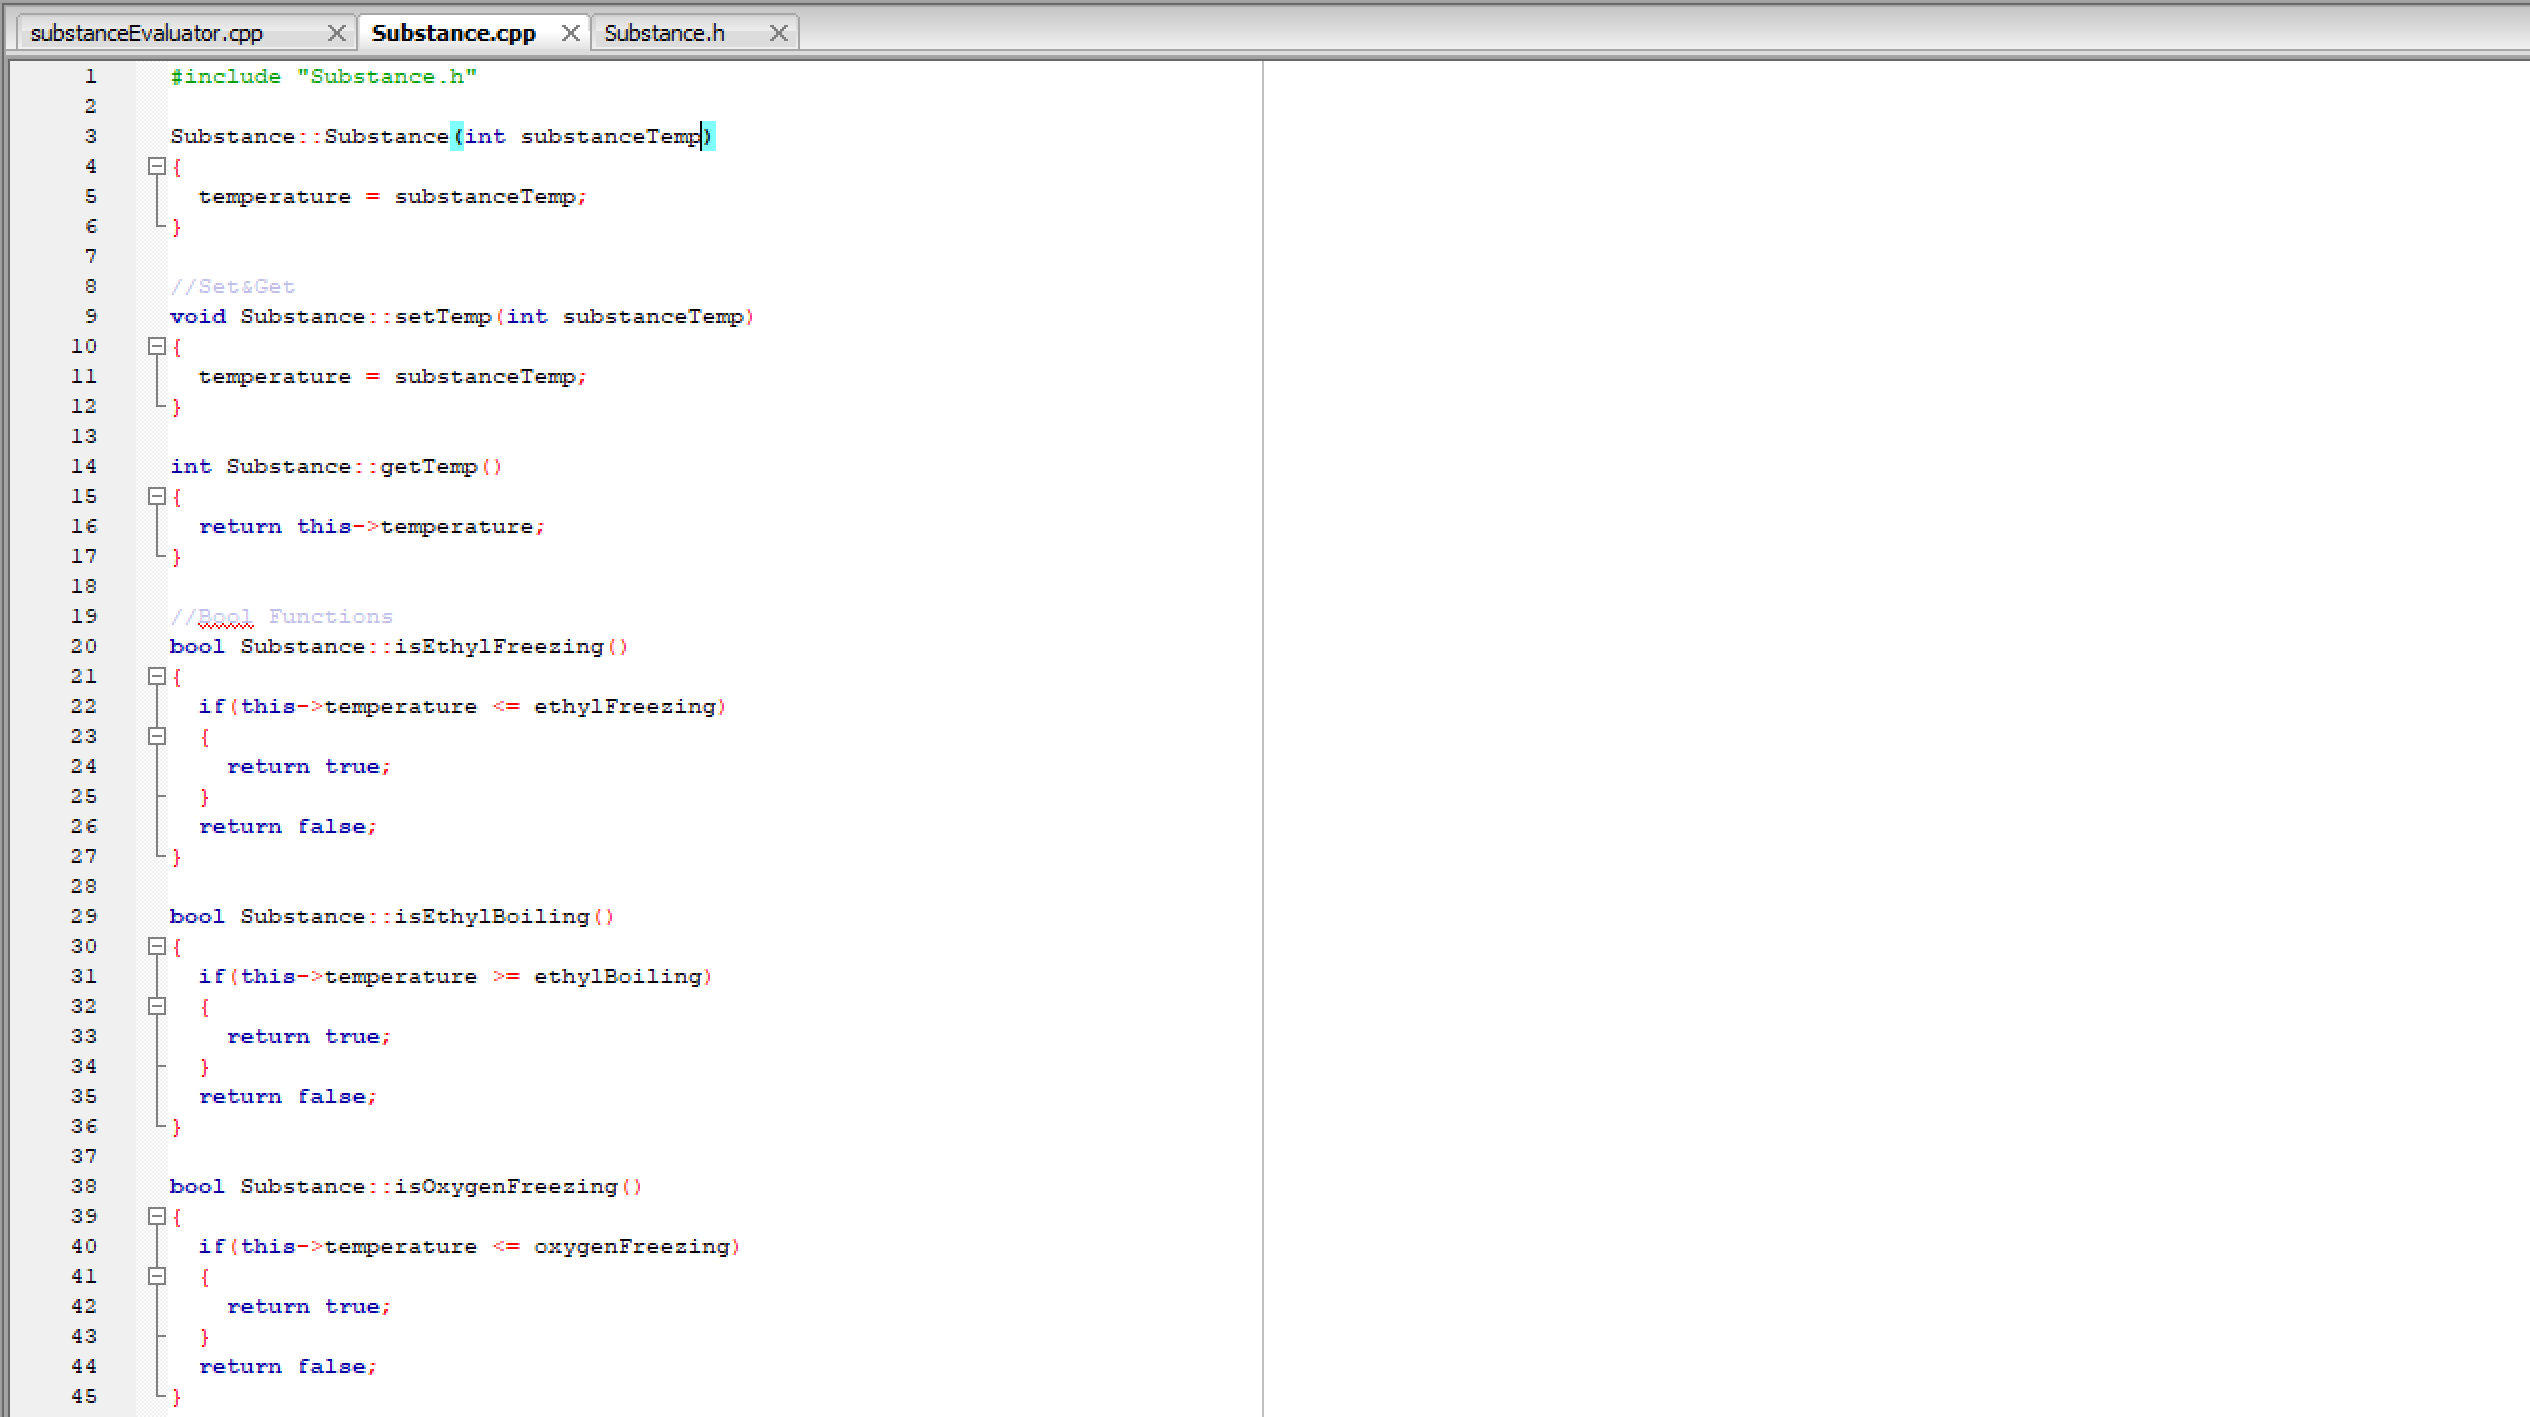 substanceEvaluator.cpp Substance.cpp Substance.h
1 #include "Substance.h"
2
3 Substance::Substance(int substanceTemp)
4 {
5 temperature = substanceTemp;
6 }
7
8 //Set&Get
9 void Substance::setTemp(int substanceTemp)
10 {
11 temperature = substanceTemp;
12 }
13
14 int Substance::getTemp()
15 {
16 return this->temperature;
17 }
18
19 //Bool Functions
20 bool Substance::isEthylFreezing()
21 {
22 if(this->temperature <= ethylFreezing)
23 {
24 return true;
25 }
26 return false;
27 }
28
29 bool Substance::isEthylBoiling()
30 {
31 if(this->temperature >= ethylBoiling)
32 {
33 return true;
34 }
35 return false;
36 }
37
38 bool Substance::isOxygenFreezing()
39 {
40 if(this->temperature <= oxygenFreezing)
41 {
42 return true;
43 }
44 return false;
45 }